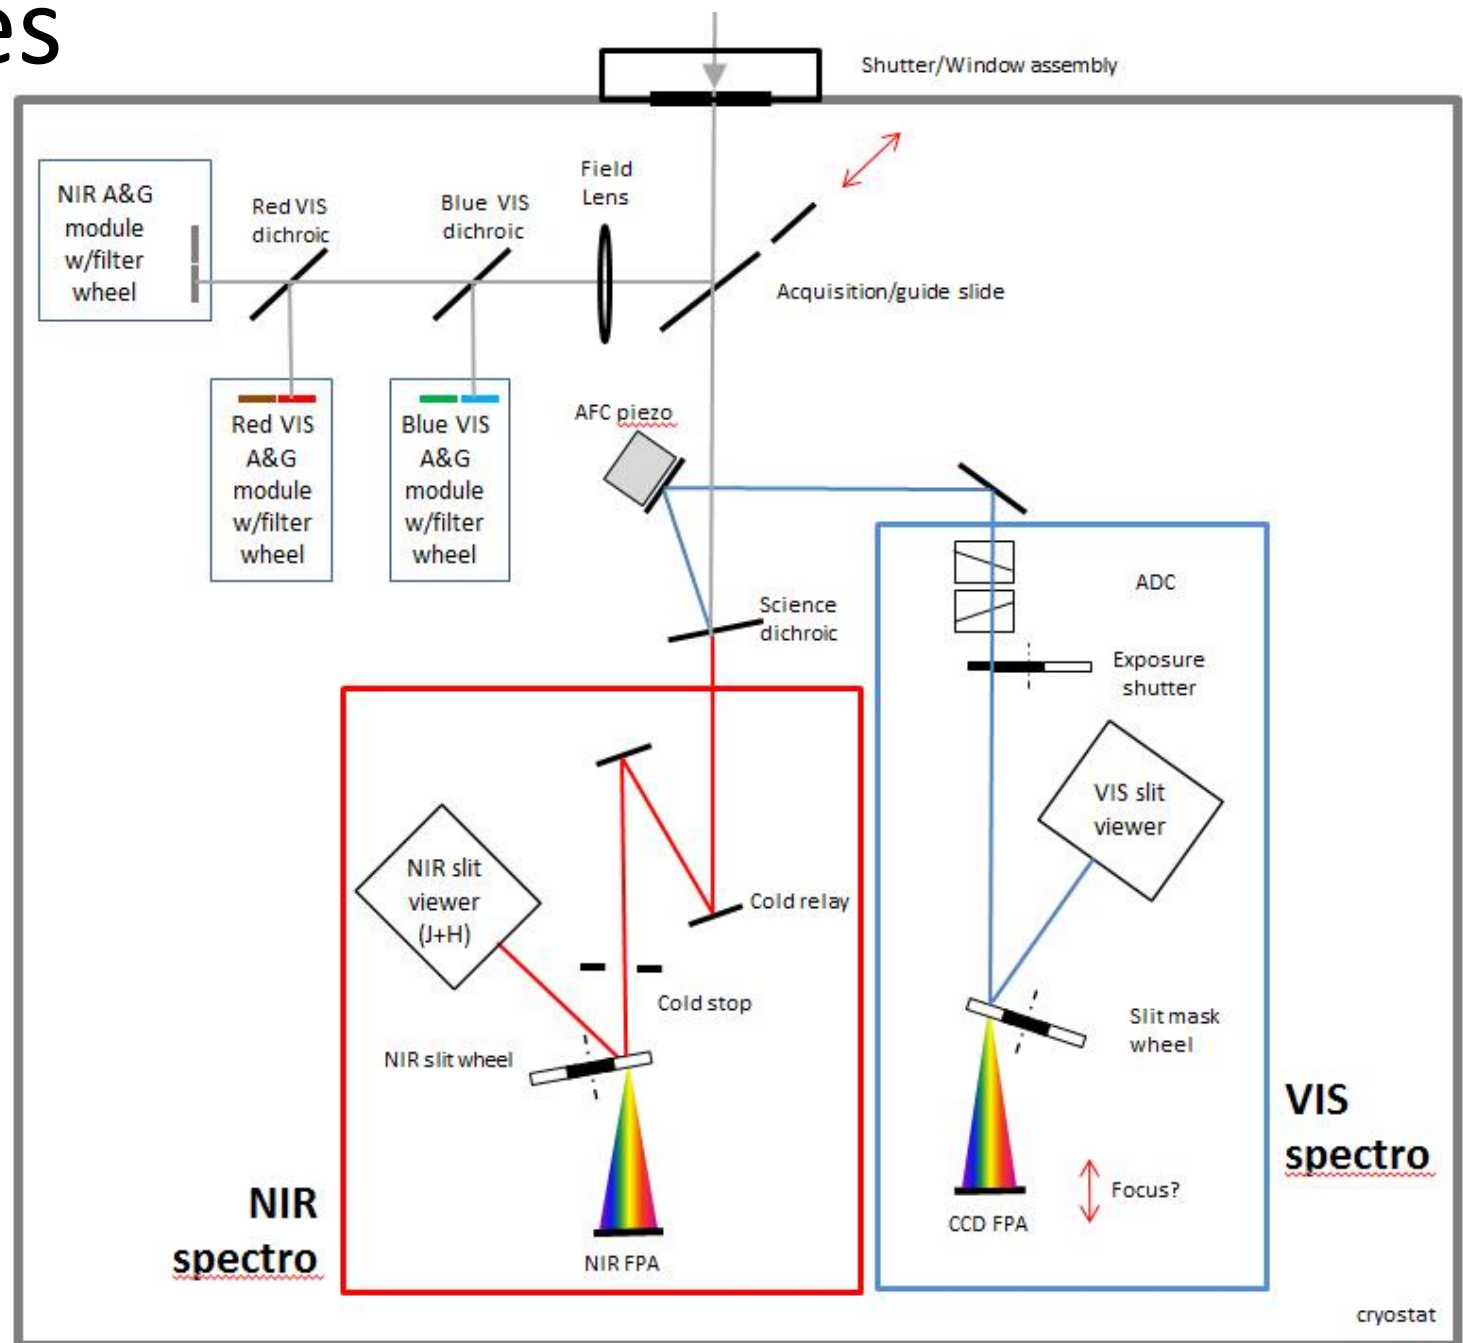 es
Shutter/Window assembly
NIR A&G
module
w/filter
wheel
Red VIS
dichroic
Blue VIS
dichroic
Field
Lens
Acquisition/guide slide
Red VIS
A&G
module
w/filter
wheel
Blue VIS
A&G
module
w/filter
wheel
AFC piezo
Science
dichroic
ADC
Exposure
shutter
VIS slit
viewer
NIR slit
viewer
(J+H)
Cold relay
Cold stop
NIR slit wheel
Slit mask
wheel
VIS
spectro
Focus?
CCD FPA
NIR
spectro
NIR FPA
cryostat